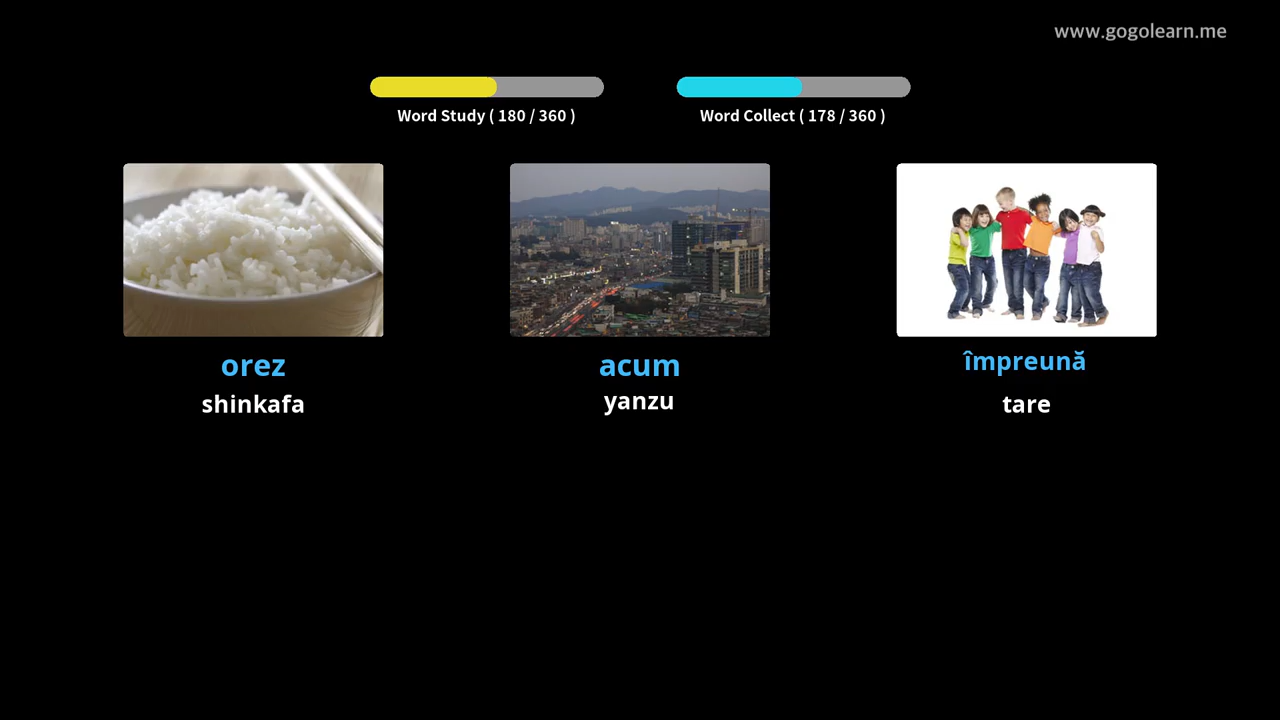 www.gogolearn.me
Word Study ( 180 / 360 )
Word Collect ( 178 / 360 )
orez
shinkafa
acum
yanzu
împreună
tare